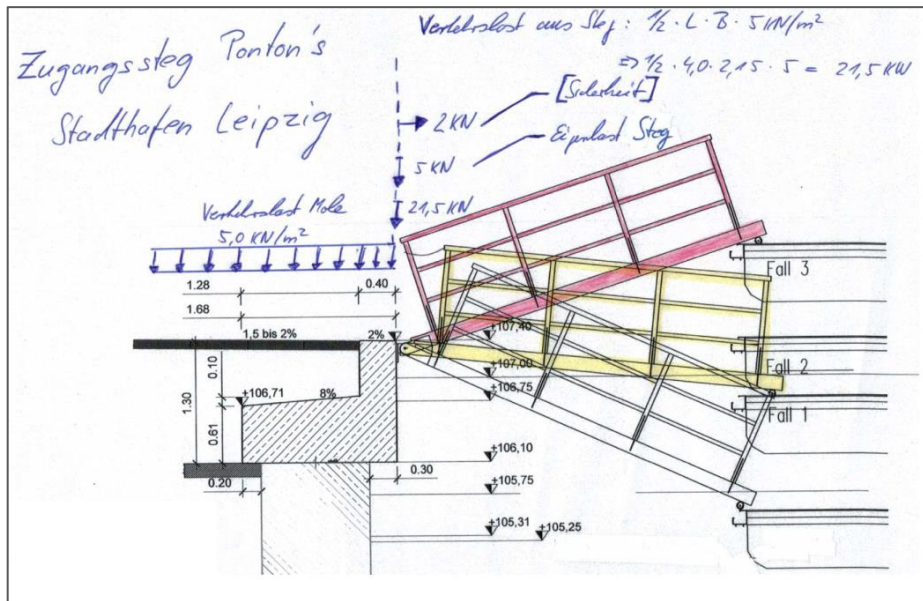 Zugangssteg Ponton's
Stadthafen Leipzig
Verkehrslast aus Steg: 1/2 · L · B · 5 KN/m²
=> 1/2 · 4,0 · 2,15 · 5 = 21,5 KN
[Sicherheit]
2 KN
Eigenlast Steg
5 KN
21,5 KN
Verkehrslast Mole
5,0 KN/m²
1.28
0.40
1.68
1,5 bis 2%
2%
+107,40
+107,00
+106,75
+106,71
8%
0.10
1.30
0.61
+106,10
0.30
0.20
+105,75
+105,31
+105,25
Fall 3
Fall 2
Fall 1